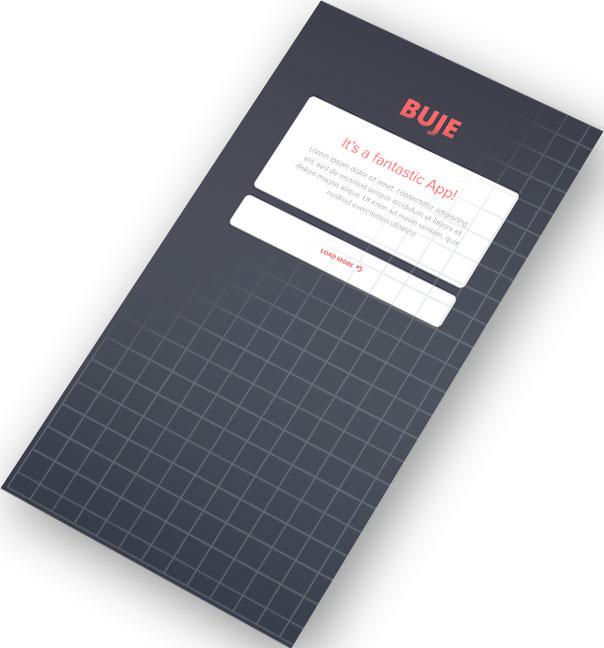 BUJE
It's a fantastic App!
Lorem ipsum dolor sit amet, consectetur adipiscing
elit, sed do eiusmod tempor incididunt ut labore et
dolore magna aliqua. Ut enim ad minim veniam, quis
nostrud exercitation ullamco
LOAD MORE